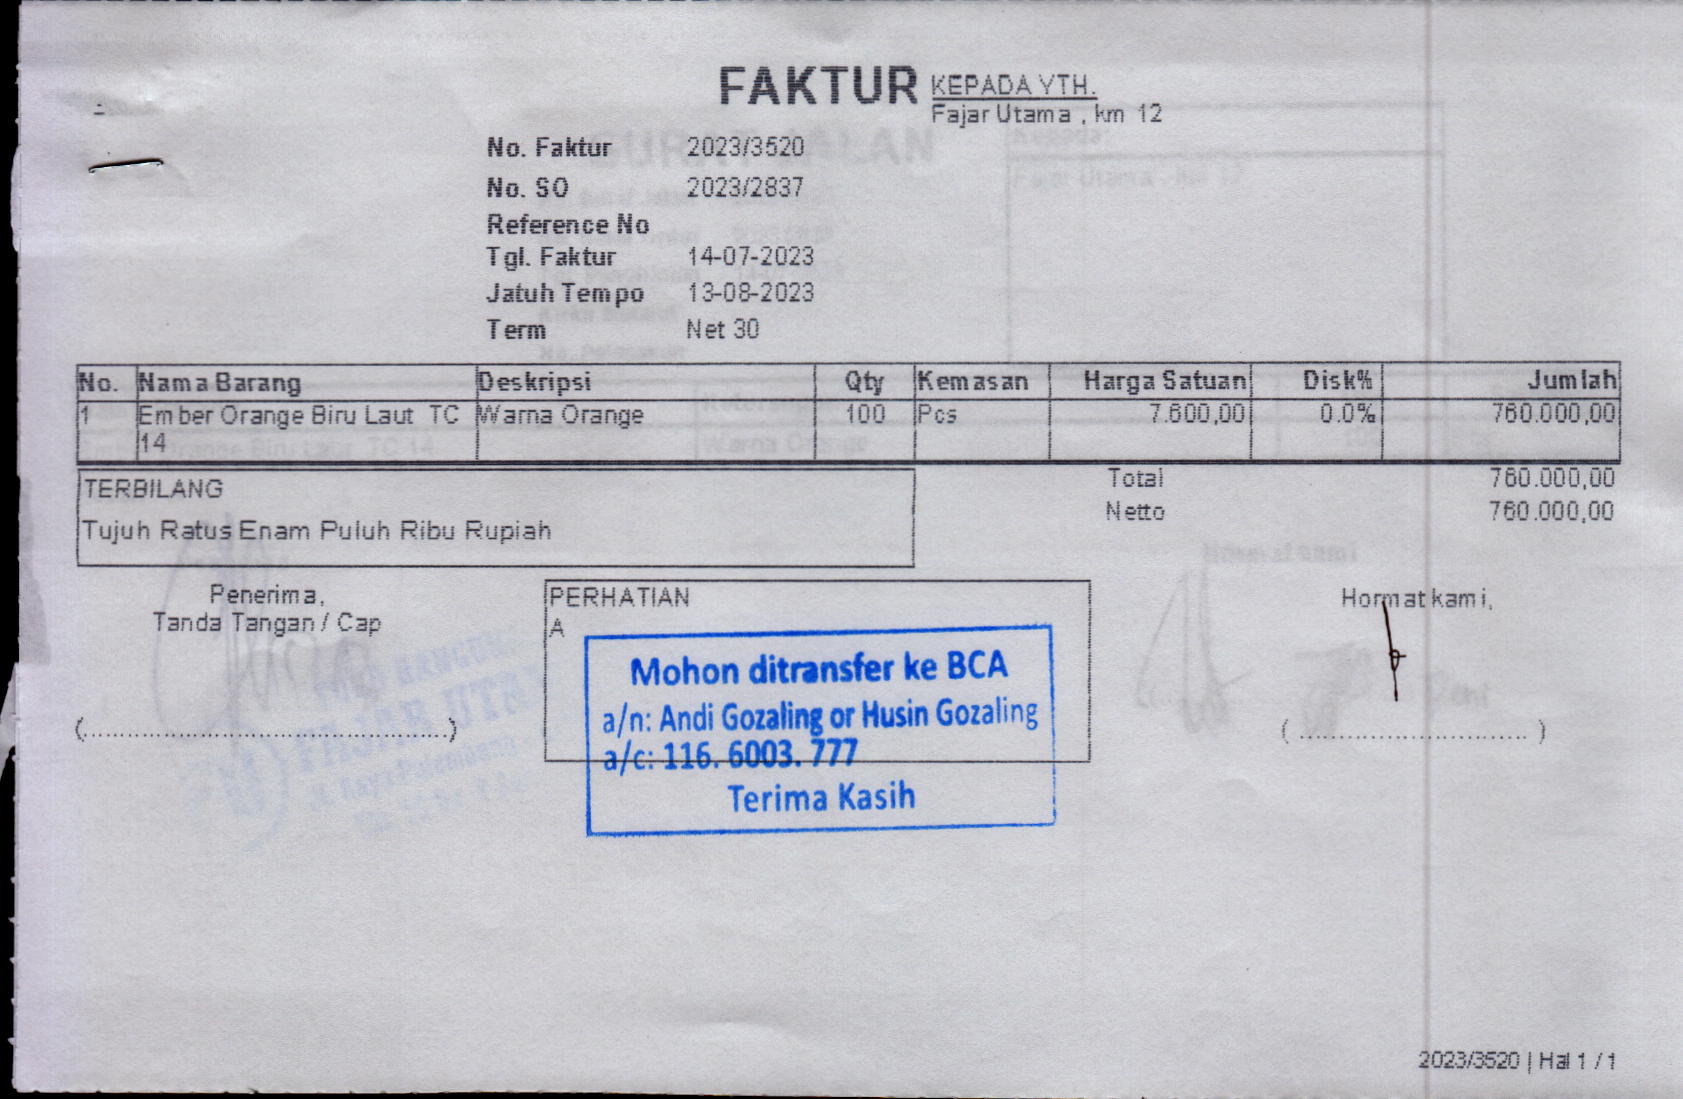 FAKTUR
KEPADA YTH.
Fajar Utama , km 12
No. Faktur 2023/3520
No. SO 2023/2837
Reference No
Tgl. Faktur 14-07-2023
Jatuh Tempo 13-08-2023
Term Net 30
No. Nama Barang Deskripsi Qty Kemasan Harga Satuan Disk% Jumlah
1 Ember Orange Biru Laut TC Warna Orange 100 Pcs 7.600,00 0.0% 760.000,00
14
Total 760.000,00
Netto 760.000,00
TERBILANG
Tujuh Ratus Enam Puluh Ribu Rupiah
Penerima,
Tanda Tangan / Cap
PERHATIAN
A
Mohon ditransfer ke BCA
a/n: Andi Gozaling or Husin Gozaling
a/c: 116. 6003. 777
Terima Kasih
Hormat kami,
2023/3520 | Hal 1 / 1